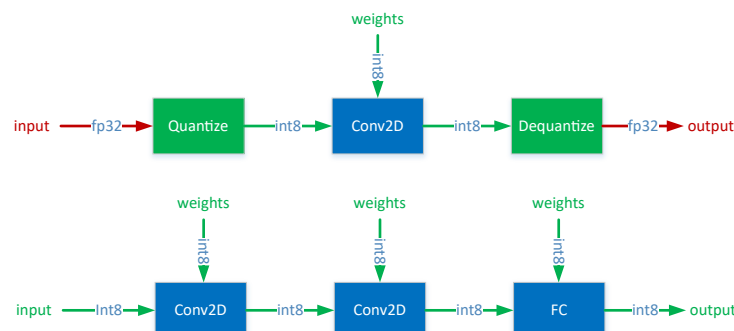 weights
int8
input fp32 Quantize int8 Conv2D int8 Dequantize fp32 output
weights weights weights
int8 int8 int8
input Int8 Conv2D int8 Conv2D int8 FC int8 output